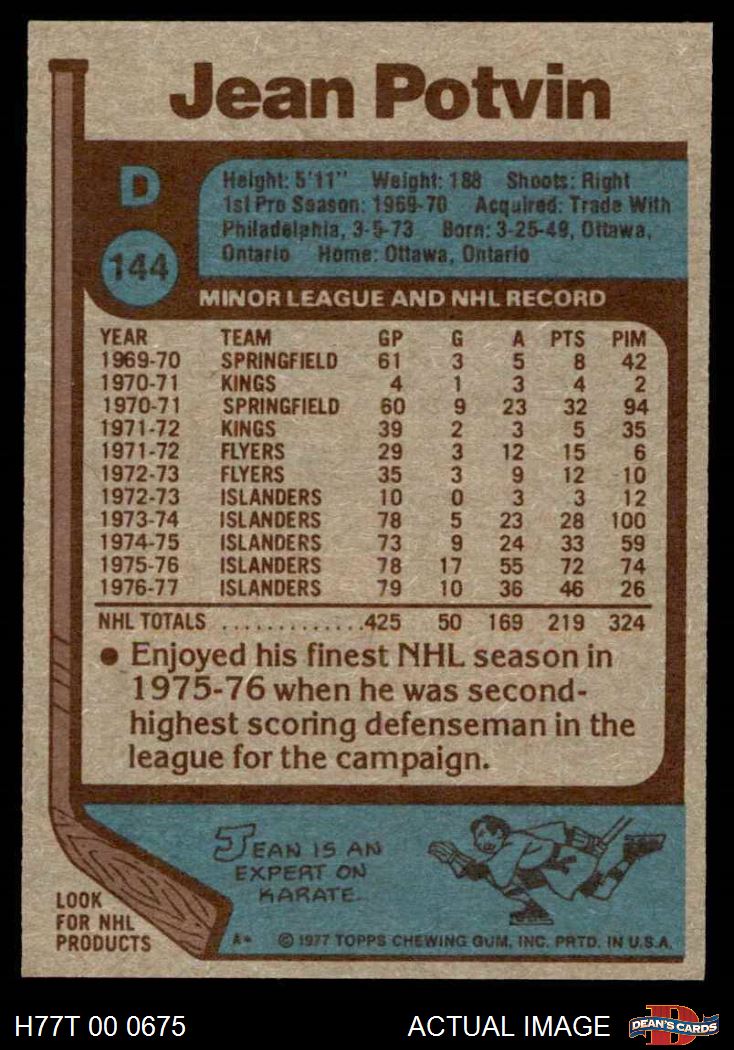 Jean Potvin
D
144
Height: 5'11" Weight: 188 Shoots: Right
1st Pro Season: 1969-70 Acquired: Trade With
Philadelphia, 3-5-73 Born: 3-25-49, Ottawa,
Ontario Home: Ottawa, Ontario
MINOR LEAGUE AND NHL RECORD
YEAR TEAM GP G A PTS PIM
1969-70 SPRINGFIELD 61 3 5 8 42
1970-71 KINGS 4 1 3 4 2
1970-71 SPRINGFIELD 60 9 23 32 94
1971-72 KINGS 39 2 3 5 35
1971-72 FLYERS 29 3 12 15 6
1972-73 FLYERS 35 3 9 12 10
1972-73 ISLANDERS 10 0 3 3 12
1973-74 ISLANDERS 78 5 23 28 100
1974-75 ISLANDERS 73 9 24 33 59
1975-76 ISLANDERS 78 17 55 72 74
1976-77 ISLANDERS 79 10 36 46 26
NHL TOTALS .............425 50 169 219 324
● Enjoyed his finest NHL season in
1975-76 when he was second-
highest scoring defenseman in the
league for the campaign.
JEAN IS AN
EXPERT ON
KARATE.
LOOK
FOR NHL
PRODUCTS
A* © 1977 TOPPS CHEWING GUM, INC. PRTD. IN U.S.A.
H77T 00 0675 ACTUAL IMAGE
D
DEAN'S CARDS